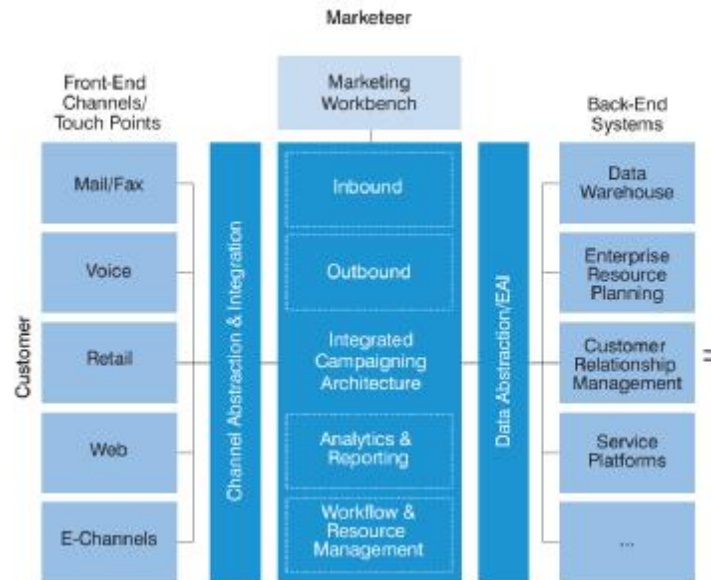 Marketeer
Front-End
Channels/
Touch Points
Marketing
Workbench
Back-End
Systems
Customer
Mail/Fax
Voice
Retail
Web
E-Channels
Channel Abstraction & Integration
Inbound
Outbound
Integrated
Campaigning
Architecture
Analytics &
Reporting
Workflow &
Resource
Management
Data Abstraction/EAI
Data
Warehouse
Enterprise
Resource
Planning
Customer
Relationship
Management
Service
Platforms
...